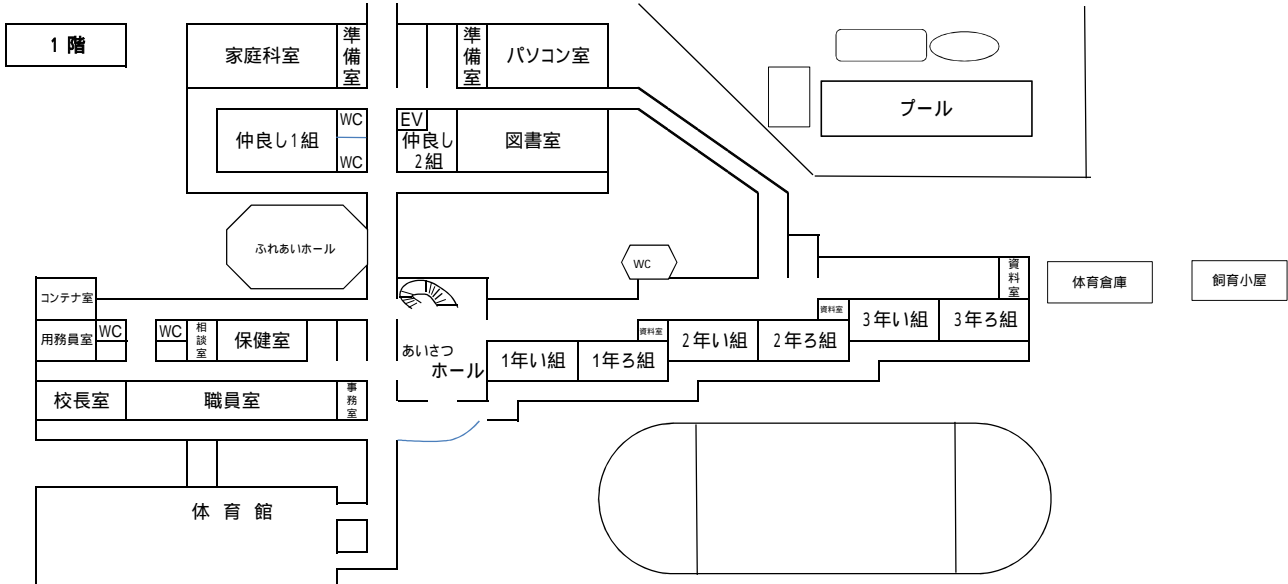 1 階
家庭科室
準備室
準備室
パソコン室
プール
仲良し1組
WC
WC
EV
仲良し
2組
図書室
ふれあいホール
WC
コンテナ室
資料室
体育倉庫
飼育小屋
用務員室
WC
WC
相談室
保健室
あいさつ
ホール
1年い組
1年ろ組
資料室
2年い組
2年ろ組
資料室
3年い組
3年ろ組
校長室
職員室
事務室
体 育 館